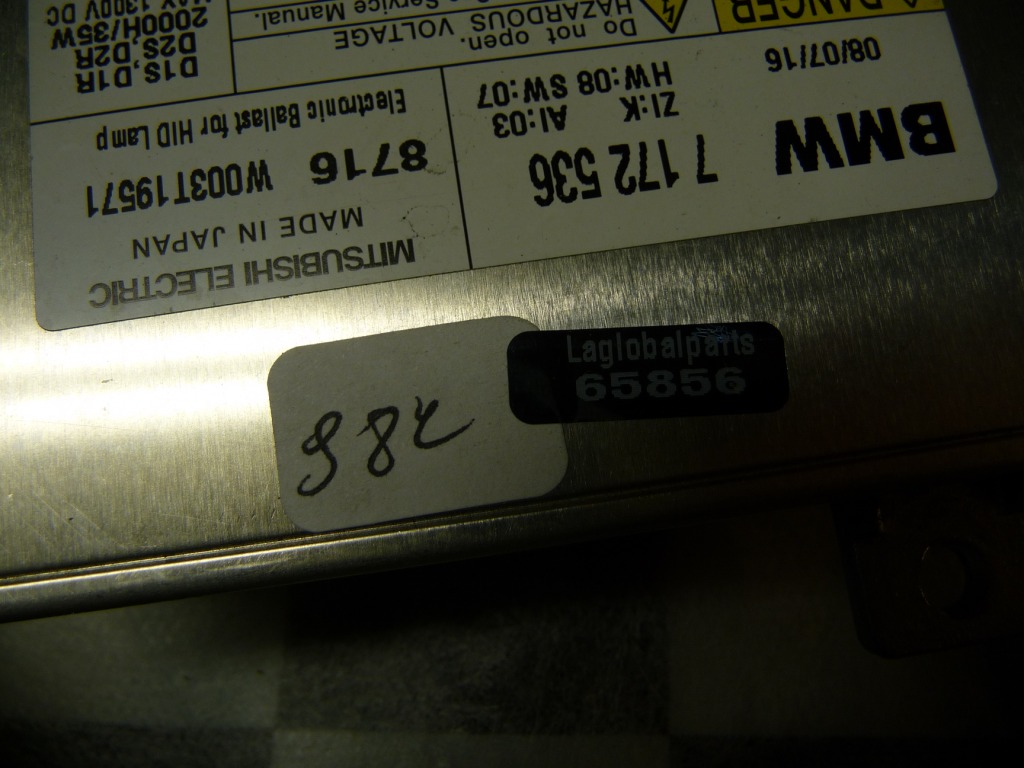 BMW 7 172 536
ZI:K AI:03
08/07/16 HW:08 SW:07
DANGER
Do not open.
HAZARDOUS VOLTAGE
Service Manual.
MITSUBISHI ELECTRIC
MADE IN JAPAN
8716 W003T19571
Electronic Ballast for HID Lamp
D1S,D1R
D2S,D2R
2000H/35W
1300V DC
Laglobalparts
65856